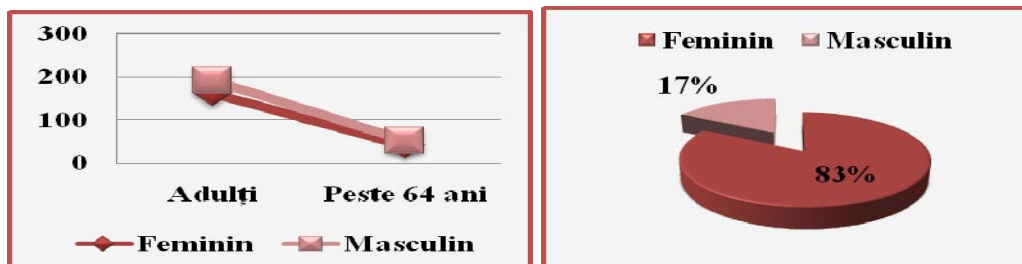 300
200
100
0
Adulți
Peste 64 ani
Feminin
Masculin
Feminin
Masculin
17%
83%